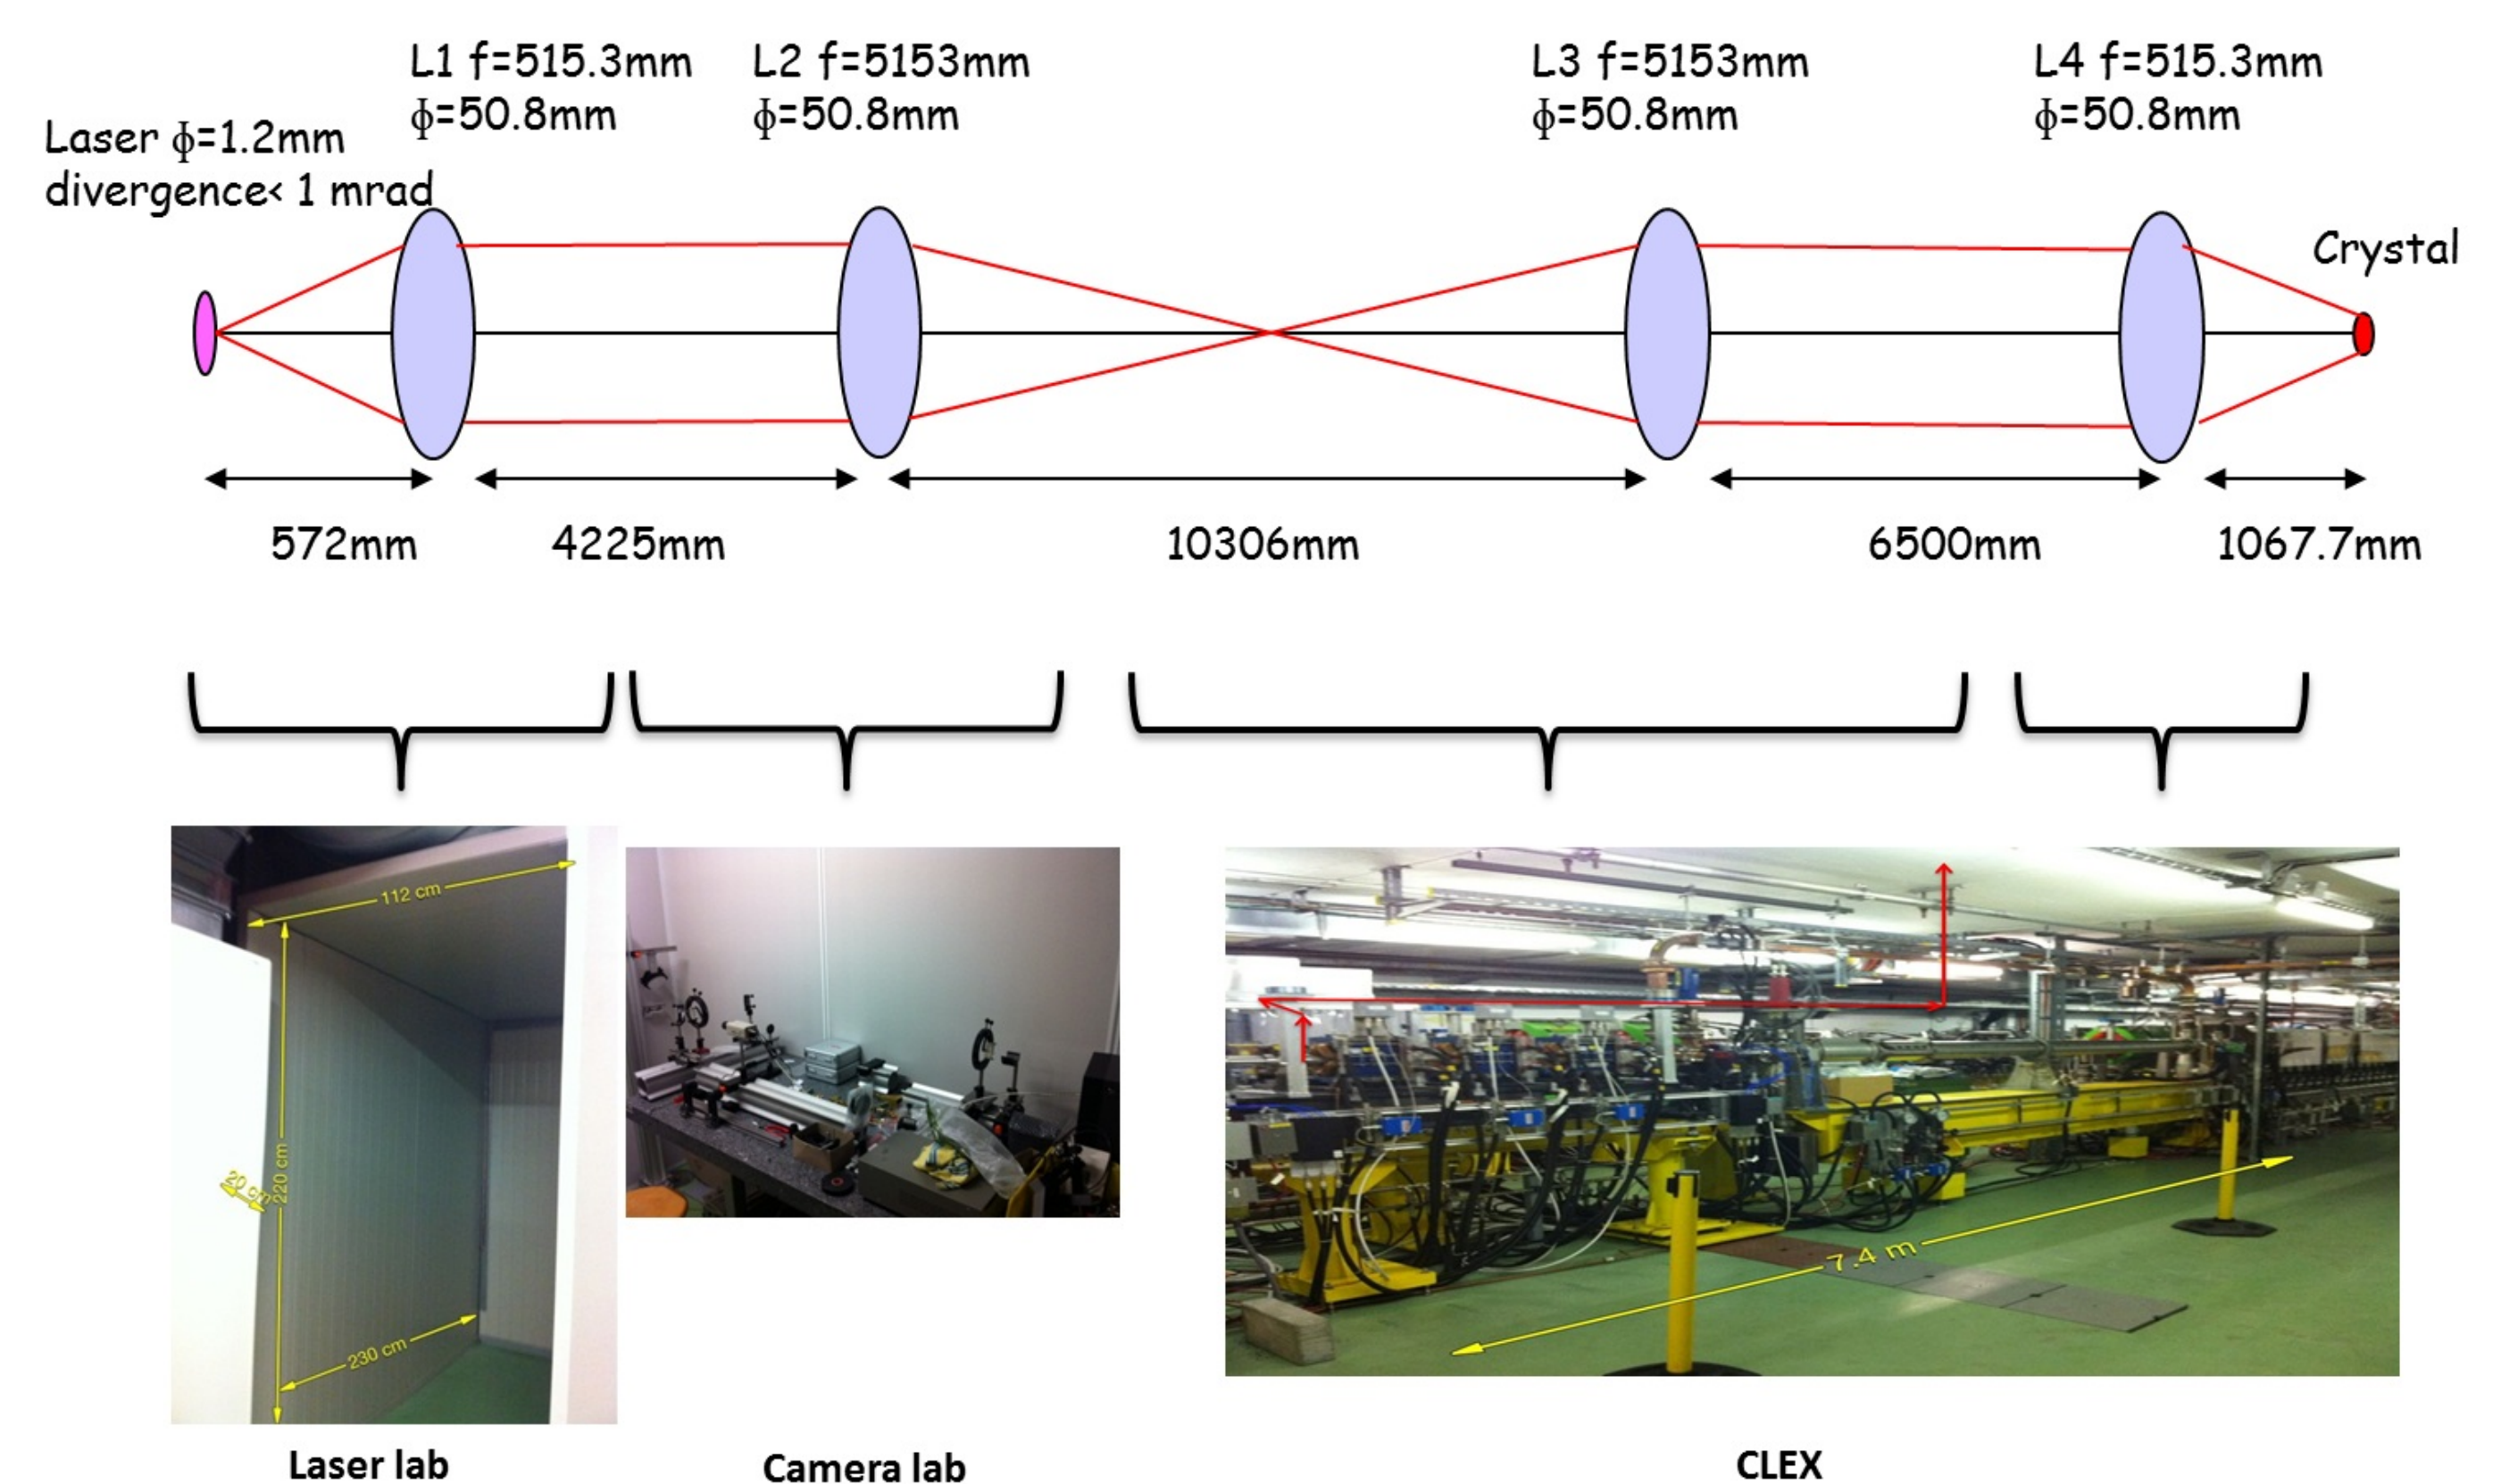 L1 f=515.3mm
ϕ=50.8mm
L2 f=5153mm
ϕ=50.8mm
L3 f=5153mm
ϕ=50.8mm
L4 f=515.3mm
ϕ=50.8mm
Laser ϕ=1.2mm
divergence< 1 mrad
Crystal
572mm
4225mm
10306mm
6500mm
1067.7mm
112 cm
220 cm
20 cm
230 cm
7.4 m
Laser lab
Camera lab
CLEX